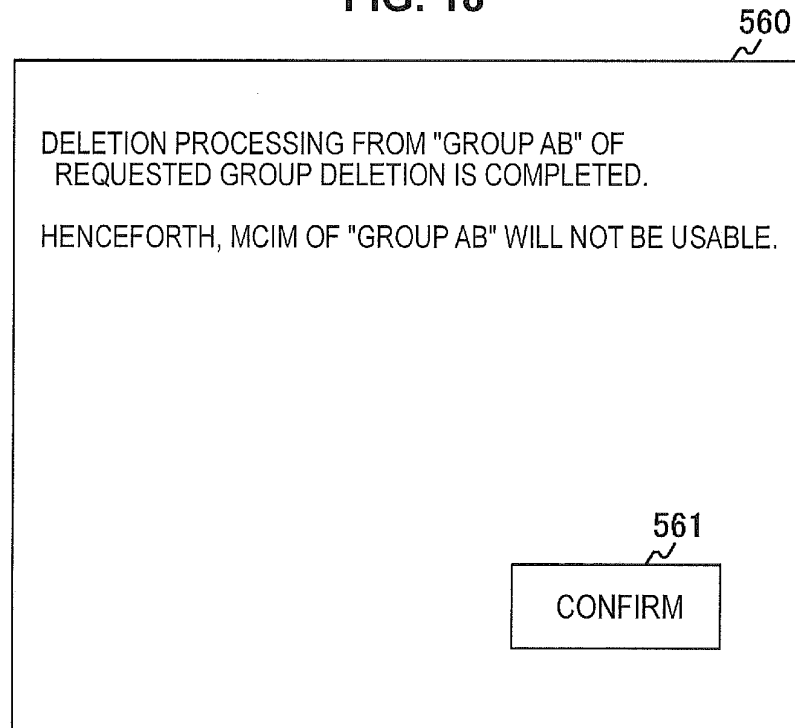 FIG.
560
DELETION PROCESSING FROM "GROUP AB" OF
REQUESTED GROUP DELETION IS COMPLETED.
HENCEFORTH, MCIM OF "GROUP AB" WILL NOT BE USABLE.
561
CONFIRM